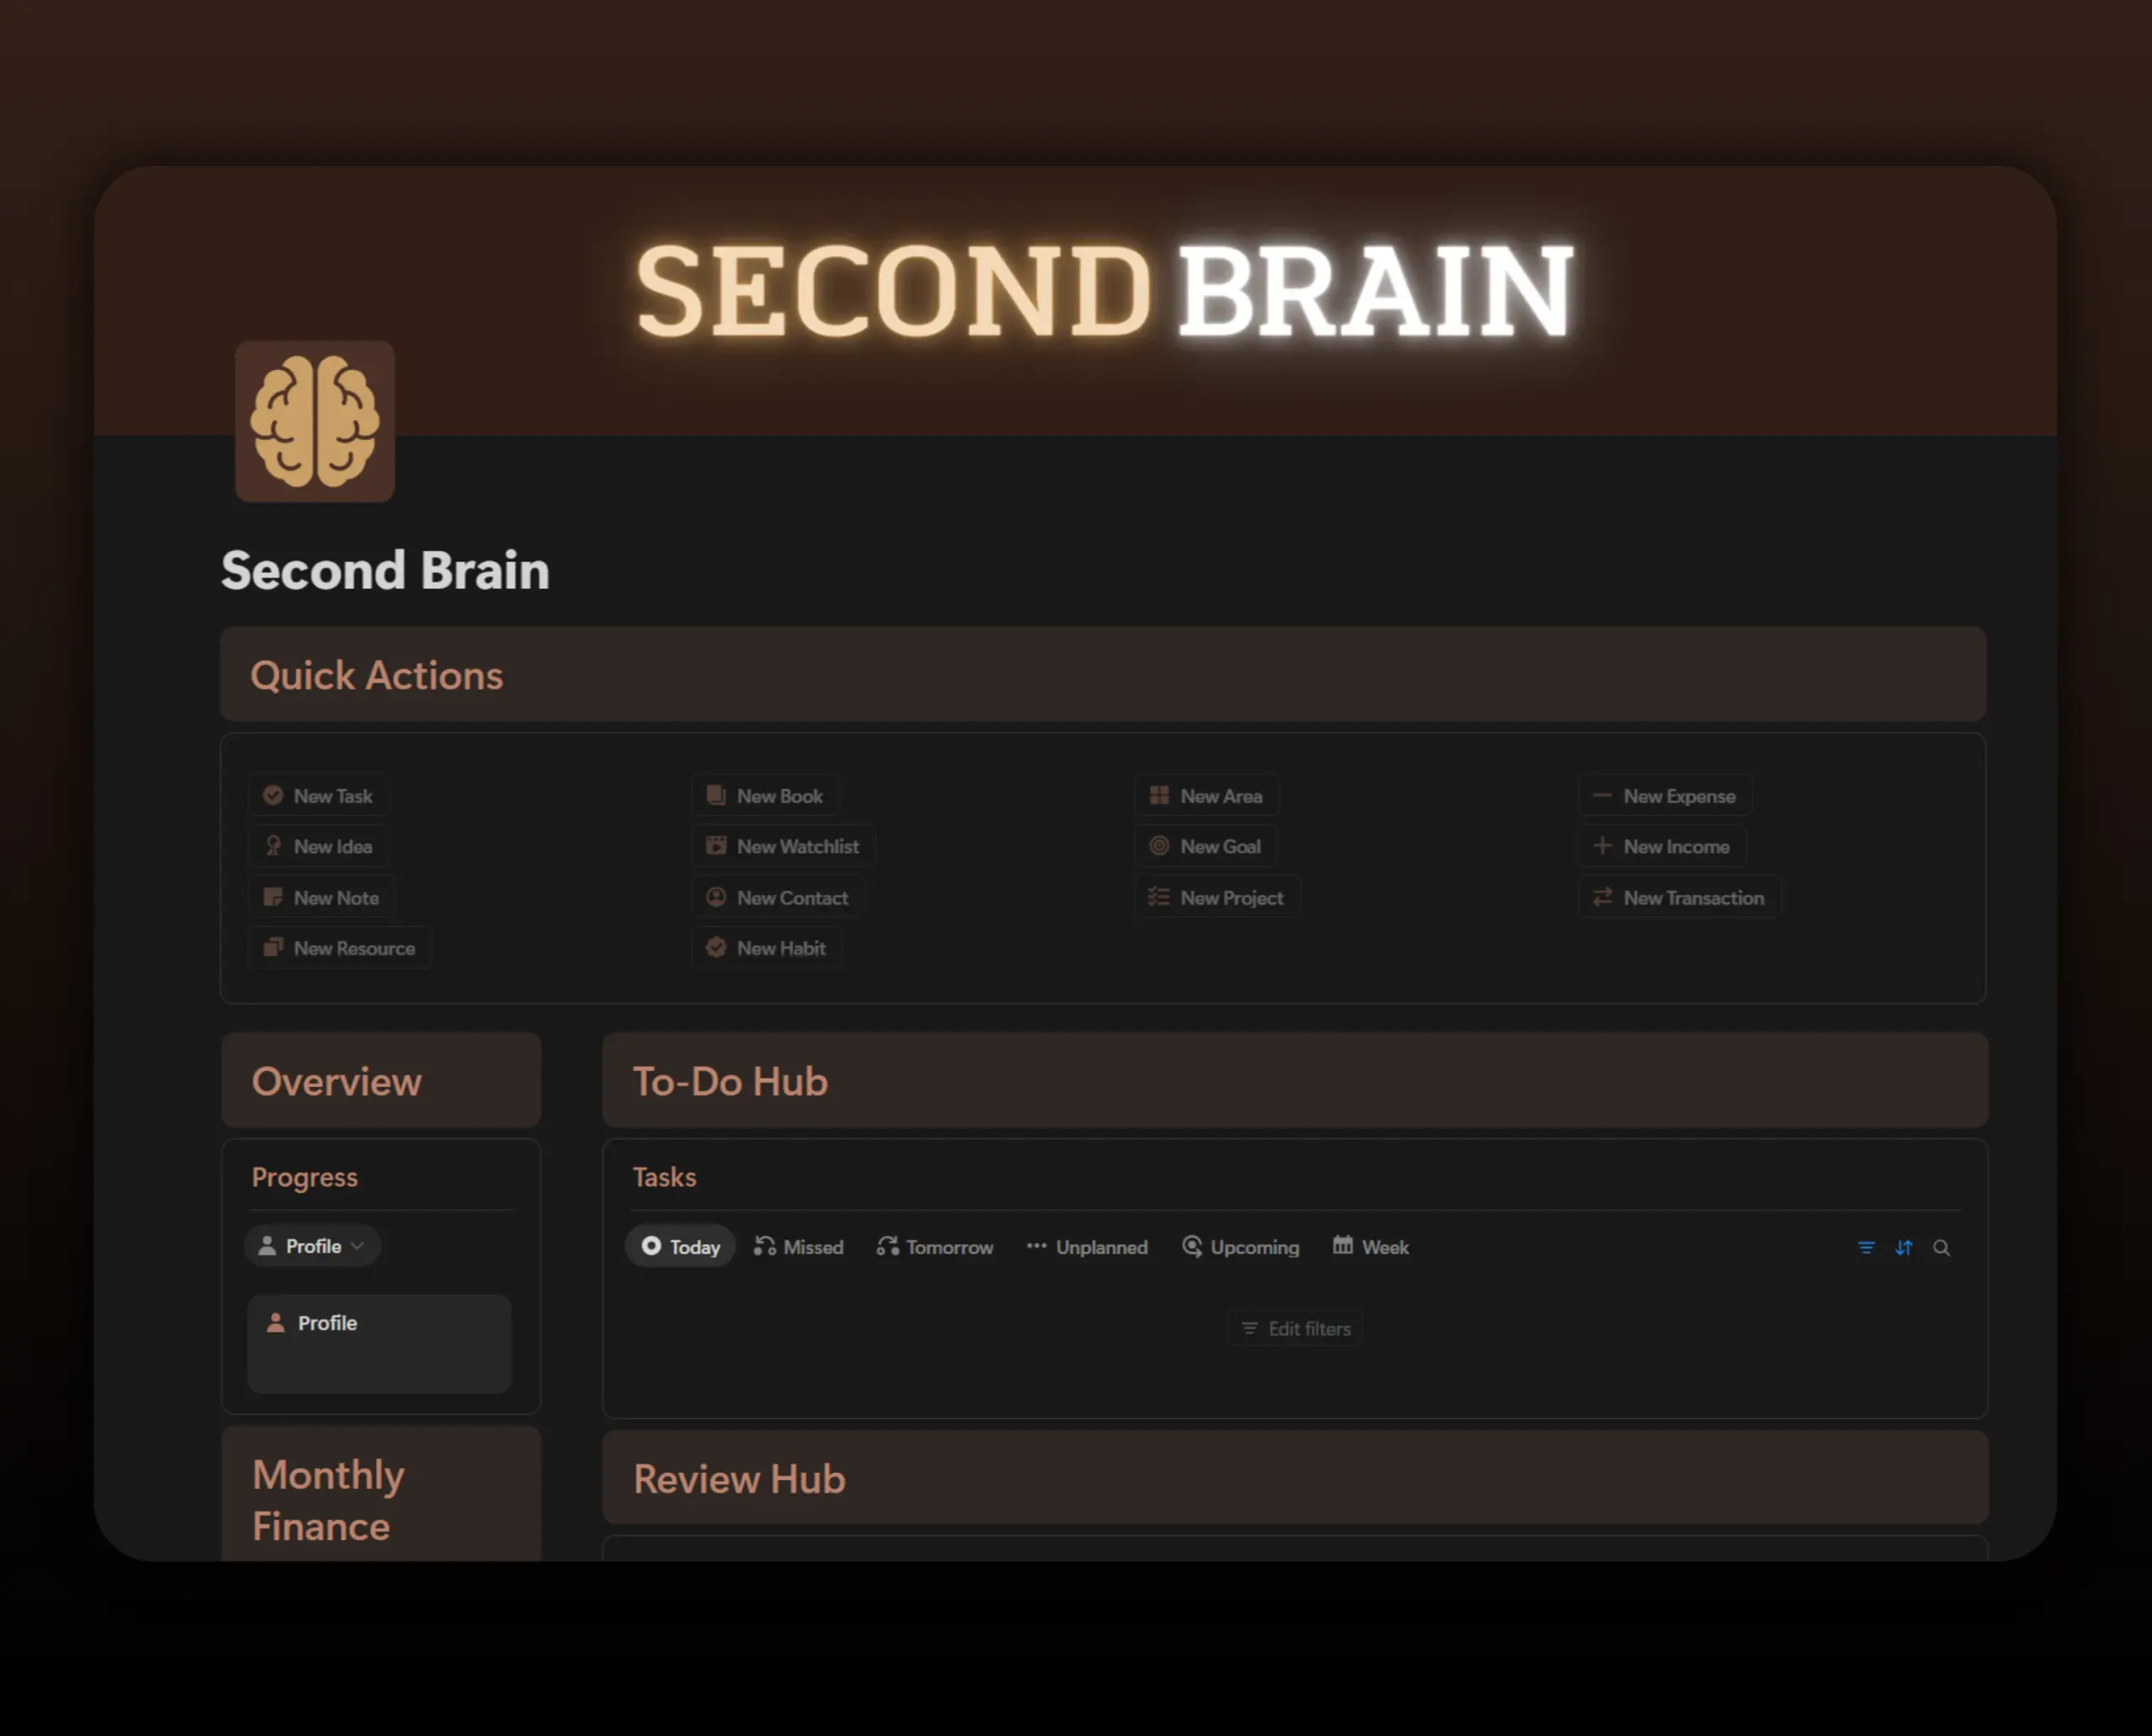 SECOND BRAIN
Second Brain
Quick Actions
New Task
New Idea
New Note
New Resource
New Book
New Watchlist
New Contact
New Habit
New Area
New Goal
New Project
New Expense
New Income
New Transaction
Overview
Progress
Profile
Profile
Monthly
Finance
To-Do Hub
Tasks
Today Missed Tomorrow Unplanned Upcoming Week
Edit filters
Review Hub